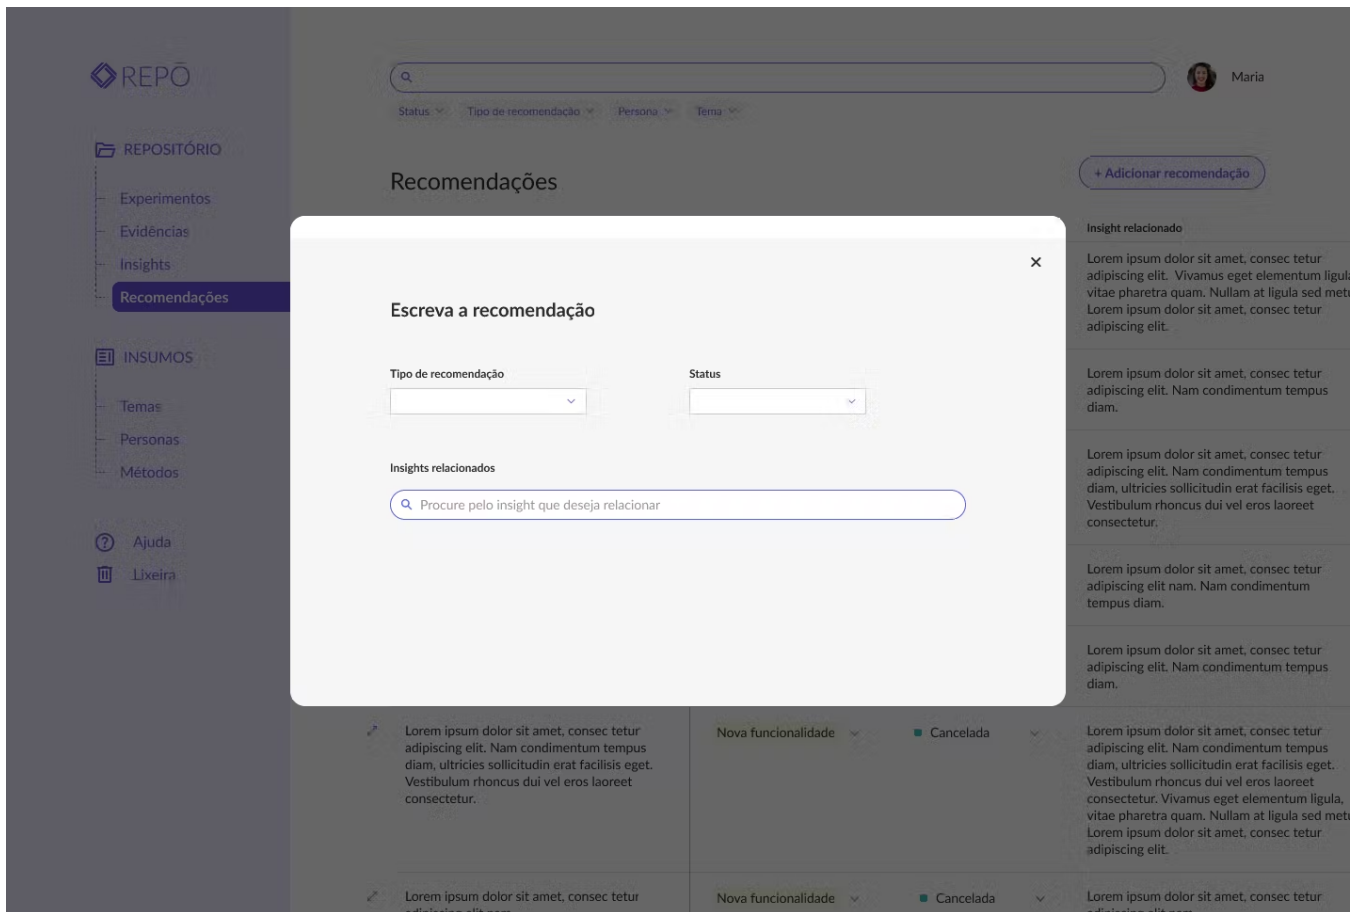 REPŌ
Maria
Status
Tipo de recomendação
Persona
Tema
REPOSITÓRIO
Experimentos
Evidências
Insights
Recomendações
INSUMOS
Temas
Personas
Métodos
Ajuda
Lixeira
Recomendações
+ Adicionar recomendação
Escreva a recomendação
Tipo de recomendação
Status
Insights relacionados
Procure pelo insight que deseja relacionar
Insight relacionado
Lorem ipsum dolor sit amet, consec tetur
adipiscing elit. Vivamus eget elementum ligula
vitae pharetra quam. Nullam at ligula sed metu
Lorem ipsum dolor sit amet, consec tetur
adipiscing elit.
Lorem ipsum dolor sit amet, consec tetur
adipiscing elit. Nam condimentum tempus
diam.
Lorem ipsum dolor sit amet, consec tetur
adipiscing elit. Nam condimentum tempus
diam, ultricies sollicitudin erat facilisis eget.
Vestibulum rhoncus dui vel eros laoreet
consectetur.
Lorem ipsum dolor sit amet, consec tetur
adipiscing elit nam. Nam condimentum
tempus diam.
Lorem ipsum dolor sit amet, consec tetur
adipiscing elit. Nam condimentum tempus
diam.
Lorem ipsum dolor sit amet, consec tetur
adipiscing elit. Nam condimentum tempus
diam, ultricies sollicitudin erat facilisis eget.
Vestibulum rhoncus dui vel eros laoreet
consectetur.
Nova funcionalidade
Cancelada
Lorem ipsum dolor sit amet, consec tetur
adipiscing elit. Nam condimentum tempus
diam, ultricies sollicitudin erat facilisis eget.
Vestibulum rhoncus dui vel eros laoreet
consectetur. Vivamus eget elementum ligula,
vitae pharetra quam. Nullam at ligula sed metu
Lorem ipsum dolor sit amet, consec tetur
adipiscing elit.
Lorem ipsum dolor sit amet, consec tetur
Nova funcionalidade
Cancelada
Lorem ipsum dolor sit amet, consec tetur